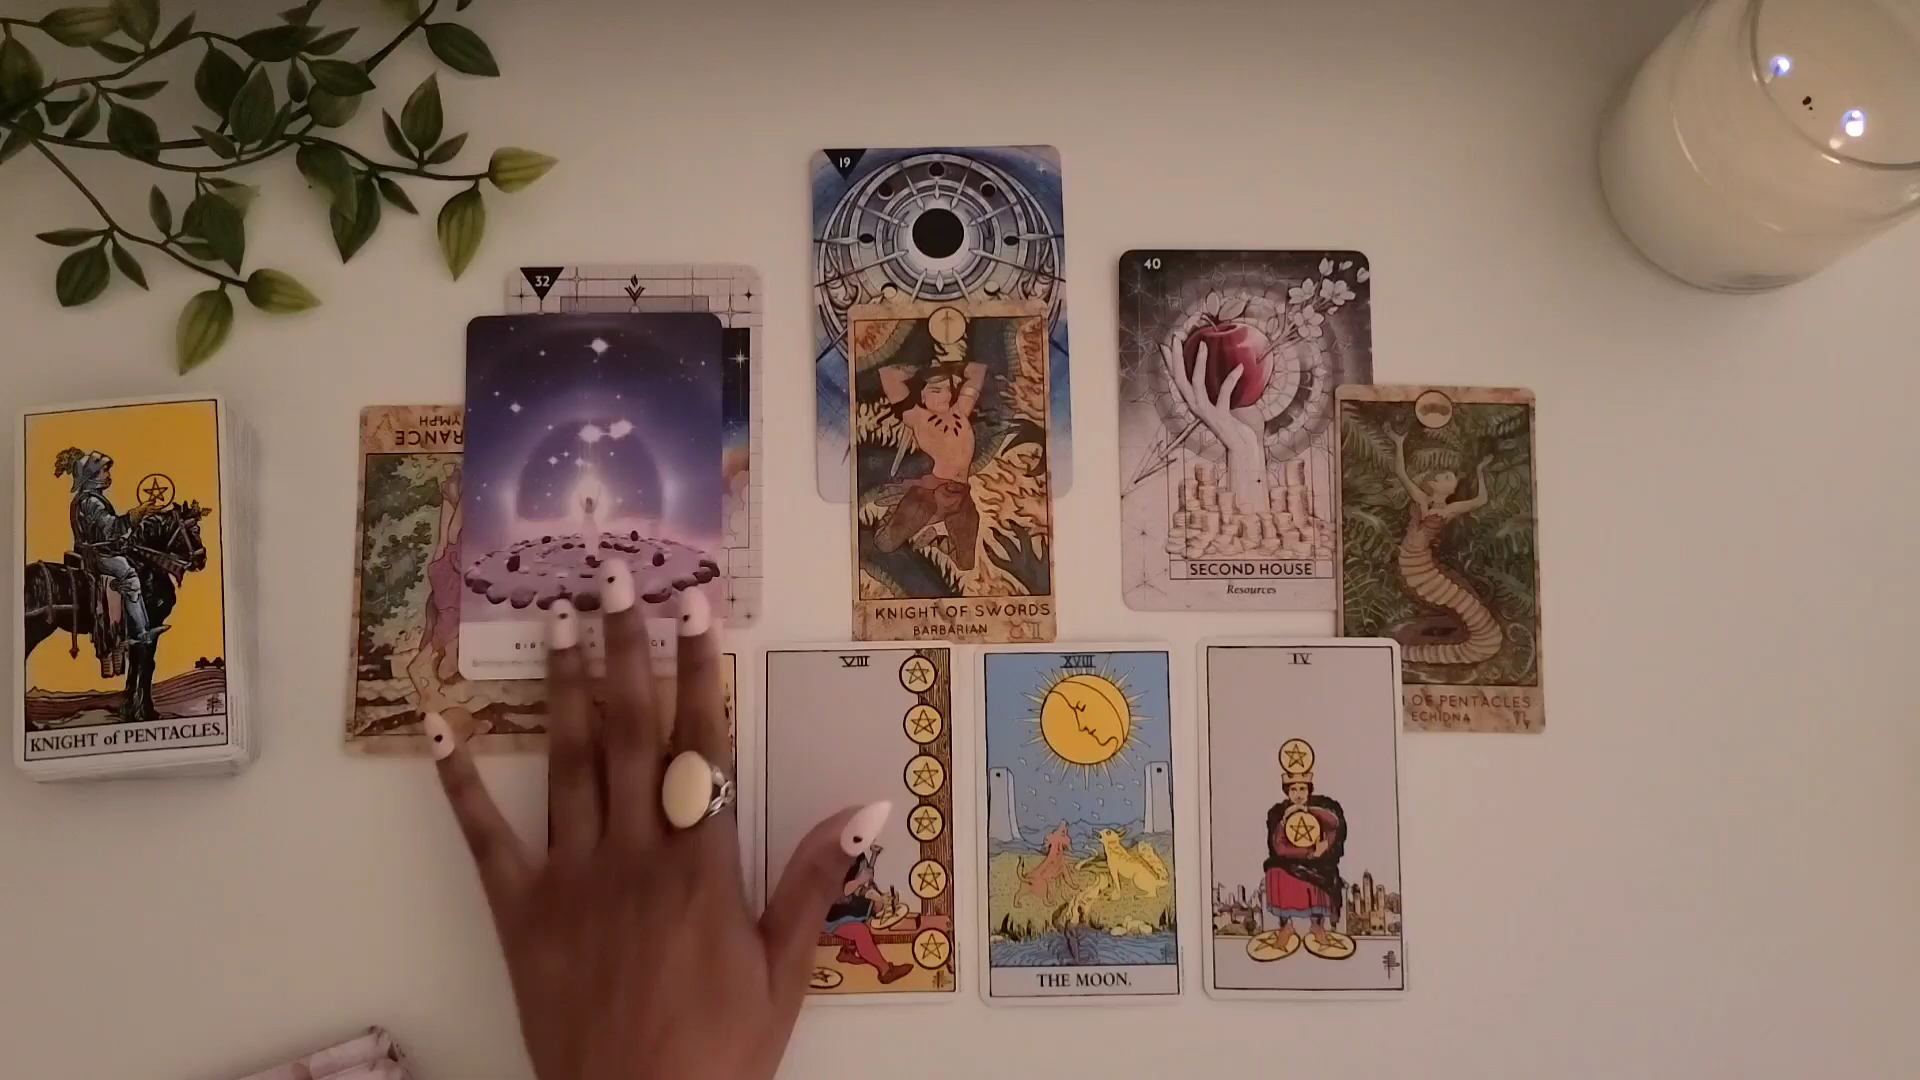 19
32
40
KNIGHT of PENTACLES.
KNIGHT OF SWORDS
BARBARIAN
SECOND HOUSE
Resources
OF PENTACLES
ECHIDNA
VIII
XVIII
IV
THE MOON.